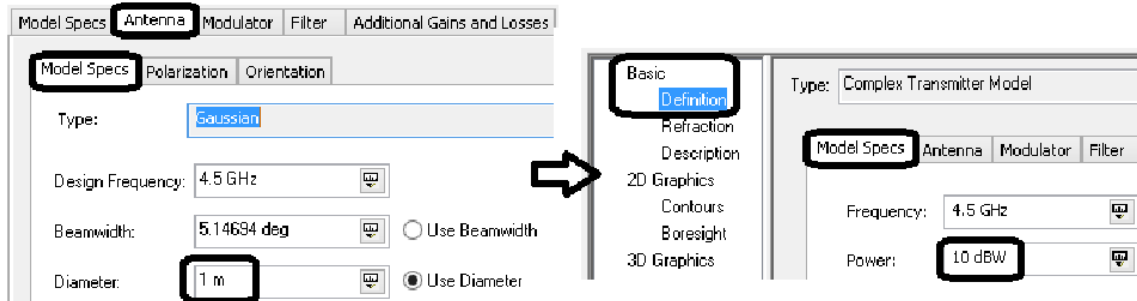 Model Specs Antenna Modulator Filter Additional Gains and Losses
Model Specs Polarization Orientation
Type: Gaussian
Design Frequency: 4.5 GHz
Beamwidth: 5.14694 deg Use Beamwidth
Diameter: 1 m Use Diameter
Basic
Definition
Refraction
Description
2D Graphics
Contours
Boresight
3D Graphics
Type: Complex Transmitter Model
Model Specs Antenna Modulator Filter
Frequency: 4.5 GHz
Power: 10 dBW